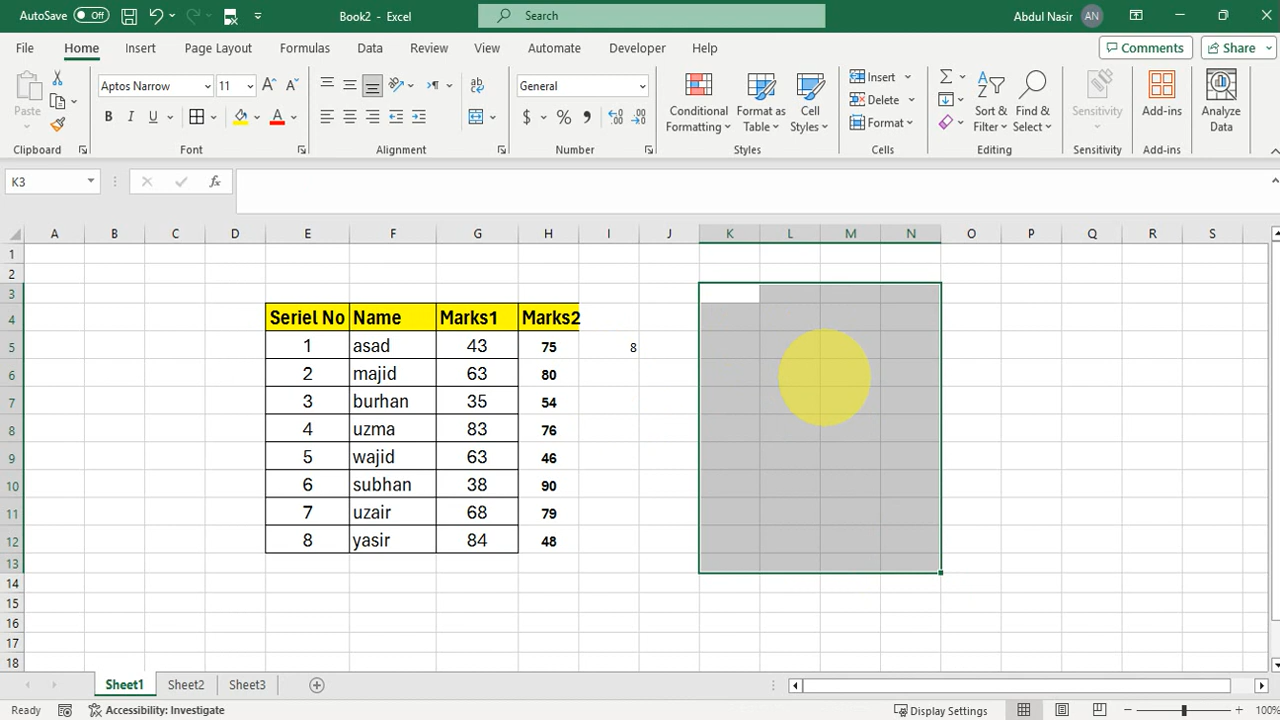 AutoSave Off Book2 - Excel Search Abdul Nasir AN
File Home Insert Page Layout Formulas Data Review View Automate Developer Help Comments Share
Paste Aptos Narrow 11 General Conditional Formatting Format as Table Cell Styles Insert Delete Format Sort & Filter Find & Select Sensitivity Add-ins Analyze Data
B I U $ %
Clipboard Font Alignment Number Styles Cells Editing Sensitivity Add-ins
K3 fx
A B C D E F G H I J K L M N O P Q R S
1
2
3
4 Seriel No Name Marks1 Marks2
5 1 asad 43 75 8
6 2 majid 63 80
7 3 burhan 35 54
8 4 uzma 83 76
9 5 wajid 63 46
10 6 subhan 38 90
11 7 uzair 68 79
12 8 yasir 84 48
13
14
15
16
17
18
Sheet1 Sheet2 Sheet3
Ready Accessibility: Investigate Display Settings 100%